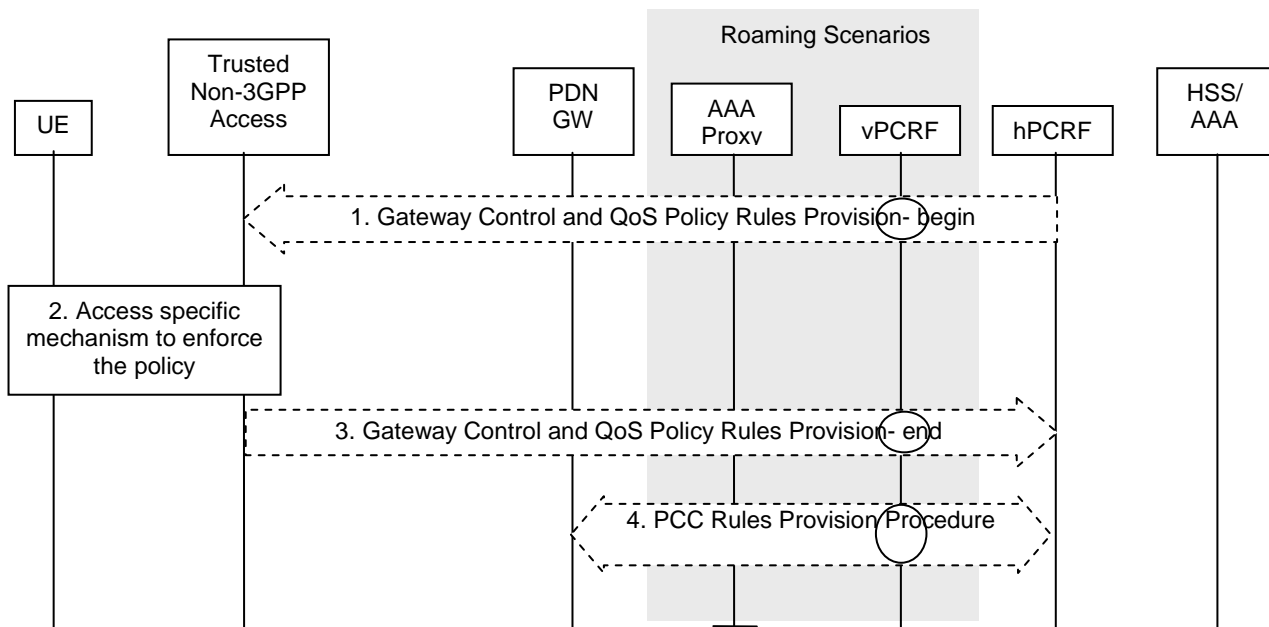 Roaming Scenarios
UE
Trusted
Non-3GPP
Access
PDN
GW
AAA
Proxy
vPCRF
hPCRF
HSS/
AAA
1. Gateway Control and QoS Policy Rules Provision- begin
2. Access specific
mechanism to enforce
the policy
3. Gateway Control and QoS Policy Rules Provision- end
4. PCC Rules Provision Procedure